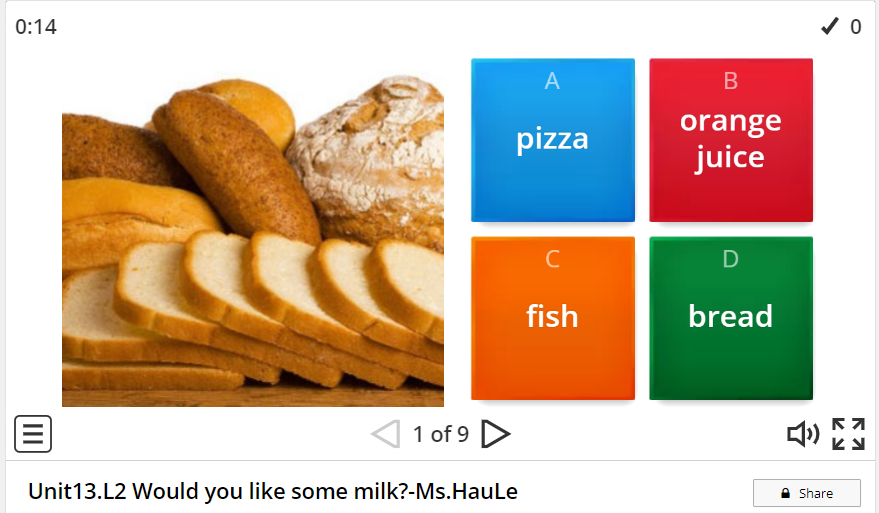 0:14
0
A
pizza
B
orange
juice
C
fish
D
bread
1 of 9
Unit13.L2 Would you like some milk?-Ms.HauLe
Share